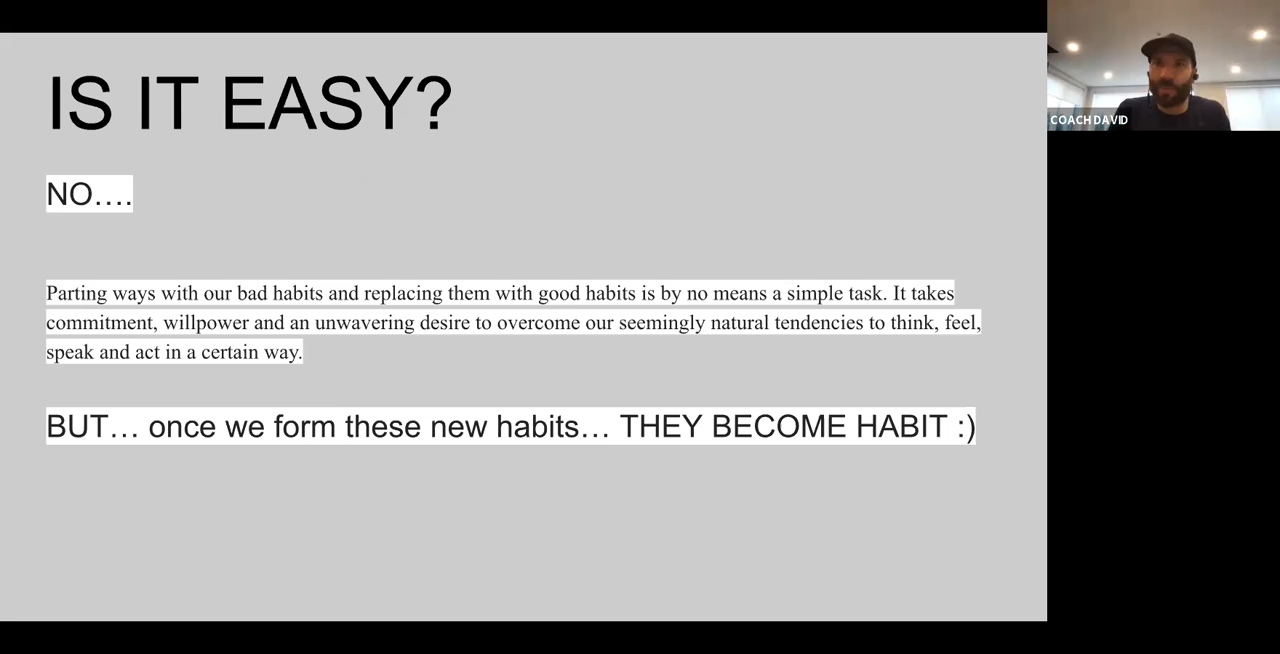 IS IT EASY?
NO….
Parting ways with our bad habits and replacing them with good habits is by no means a simple task. It takes
commitment, willpower and an unwavering desire to overcome our seemingly natural tendencies to think, feel,
speak and act in a certain way.
BUT… once we form these new habits… THEY BECOME HABIT :)
COACH DAVID